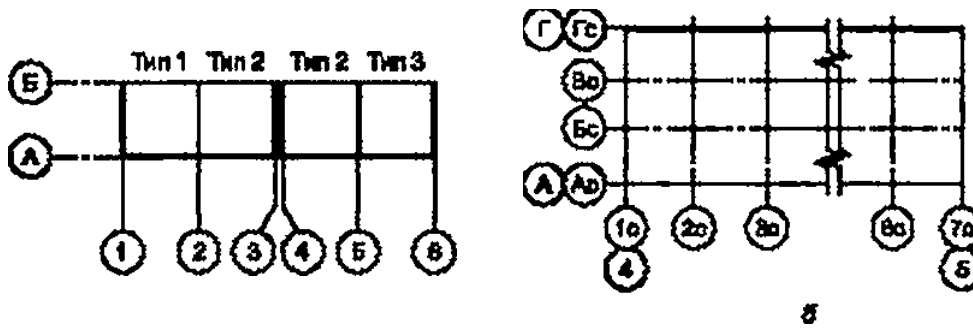 Г Гс
Тип 1 Тип 2 Тип 2 Тип 3
Б
Вс
Бс
А
А Ас
1 2 3 4 5 6
1с 2с 3с 6с 7с
4 5
б